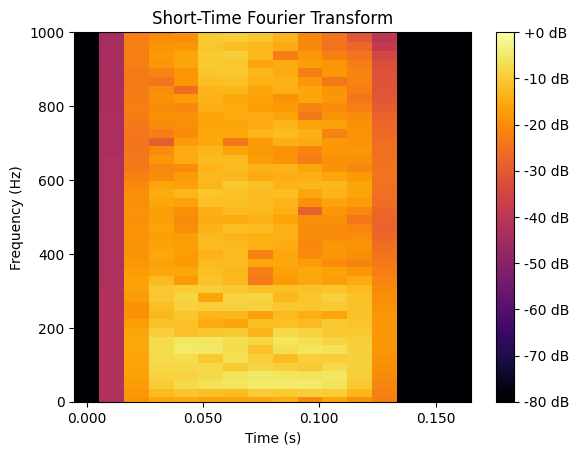 Short-Time Fourier Transform
1000
800
600
400
200
0
Frequency (Hz)
0.000
0.050
0.100
0.150
Time (s)
+0 dB
-10 dB
-20 dB
-30 dB
-40 dB
-50 dB
-60 dB
-70 dB
-80 dB